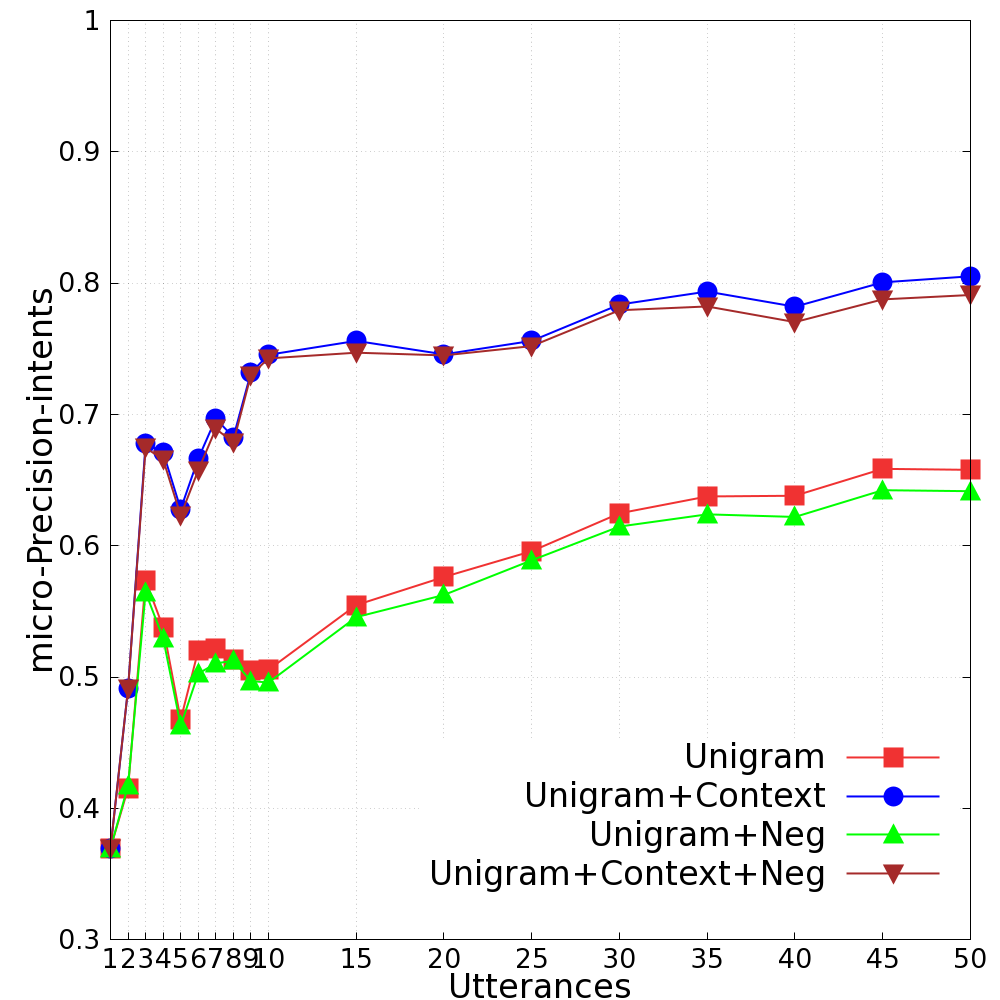 1
0.9
0.8
0.7
0.6
0.5
0.4
0.3
micro-Precision-intents
Unigram
Unigram+Context
Unigram+Neg
Unigram+Context+Neg
1 2 3 4 5 6 7 8 9 10 15 20 25 30 35 40 45 50
Utterances